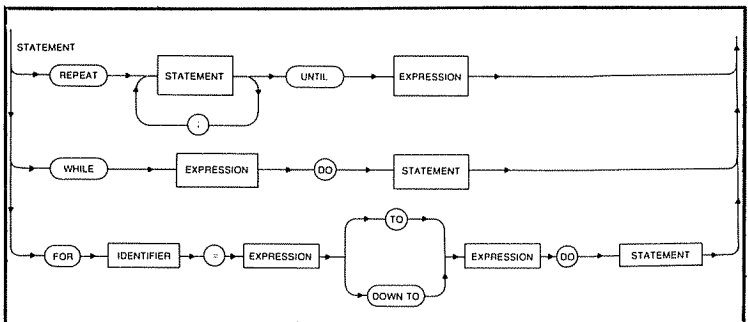 STATEMENT
REPEAT STATEMENT UNTIL EXPRESSION
;
WHILE EXPRESSION DO STATEMENT
TO
FOR IDENTIFIER = EXPRESSION EXPRESSION DO STATEMENT
DOWN TO